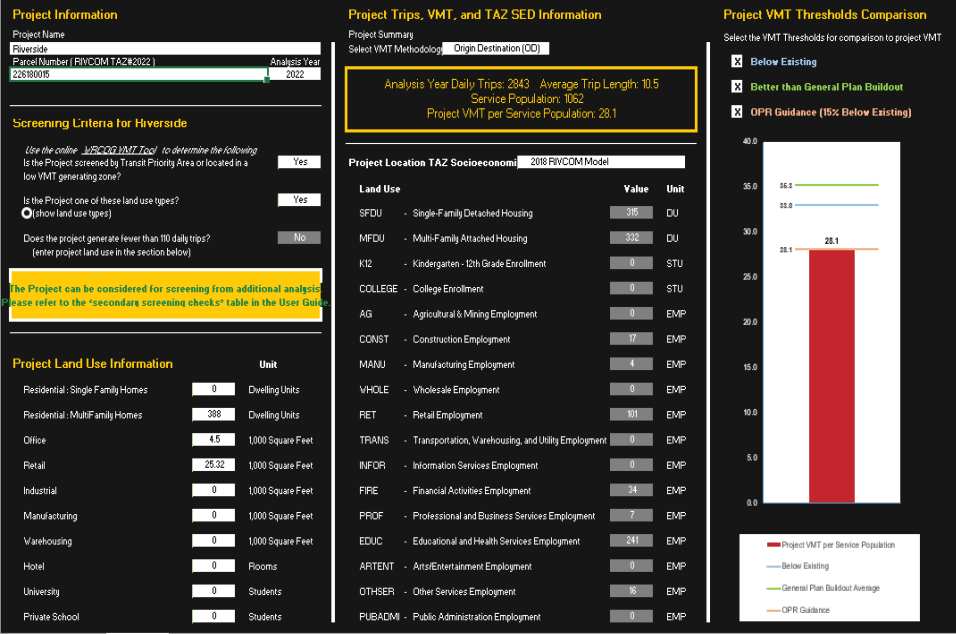 Project Information
Project Name
Riverside
Parcel Number ( RIVCOM TAZ#2022 ) Analysis Year
226180015 2022
Screening Criteria for Riverside
Use the online WRCOG VMT Tool to determine the following
Is the Project screened by Transit Priority Area or located in a Yes
low VMT generating zone?
Is the Project one of these land use types? Yes
(show land use types)
Does the project generate fewer than 110 daily trips? No
(enter project land use in the section below)
The Project can be considered for screening from additional analysis.
Please refer to the "secondary screening checks" table in the User Guide.
Project Land Use Information Unit
Residential : Single Family Homes 0 Dwelling Units
Residential : MultiFamily Homes 388 Dwelling Units
Office 4.5 1,000 Square Feet
Retail 25.32 1,000 Square Feet
Industrial 0 1,000 Square Feet
Manufacturing 0 1,000 Square Feet
Warehousing 0 1,000 Square Feet
Hotel 0 Rooms
University 0 Students
Private School 0 Students
Project Trips, VMT, and TAZ SED Information
Project Summary
Select VMT Methodology Origin Destination (OD)
Analysis Year Daily Trips: 2843 Average Trip Length: 10.5
Service Population: 1062
Project VMT per Service Population: 28.1
Project Location TAZ Socioeconomi 2018 RIVCOM Model
Land Use Value Unit
SFDU - Single-Family Detached Housing 315 DU
MFDU - Multi-Family Attached Housing 332 DU
K12 - Kindergarten - 12th Grade Enrollment 0 STU
COLLEGE - College Enrollment 0 STU
AG - Agricultural & Mining Employment 0 EMP
CONST - Construction Employment 17 EMP
MANU - Manufacturing Employment 4 EMP
WHOLE - Wholesale Employment 0 EMP
RET - Retail Employment 101 EMP
TRANS - Transportation, Warehousing, and Utility Employment 0 EMP
INFOR - Information Services Employment 0 EMP
FIRE - Financial Activities Employment 34 EMP
PROF - Professional and Business Services Employment 7 EMP
EDUC - Educational and Health Services Employment 241 EMP
ARTENT - Arts/Entertainment Employment 0 EMP
OTHSER - Other Services Employment 16 EMP
PUBADMI - Public Administration Employment 0 EMP
Project VMT Thresholds Comparison
Select the VMT Thresholds for comparison to project VMT
X Below Existing
X Better than General Plan Buildout
X OPR Guidance (15% Below Existing)
40.0
35.0
30.0
25.0
20.0
15.0
10.0
5.0
0.0
28.1
28.1
Project VMT per Service Population
Below Existing
General Plan Buildout Average
OPR Guidance